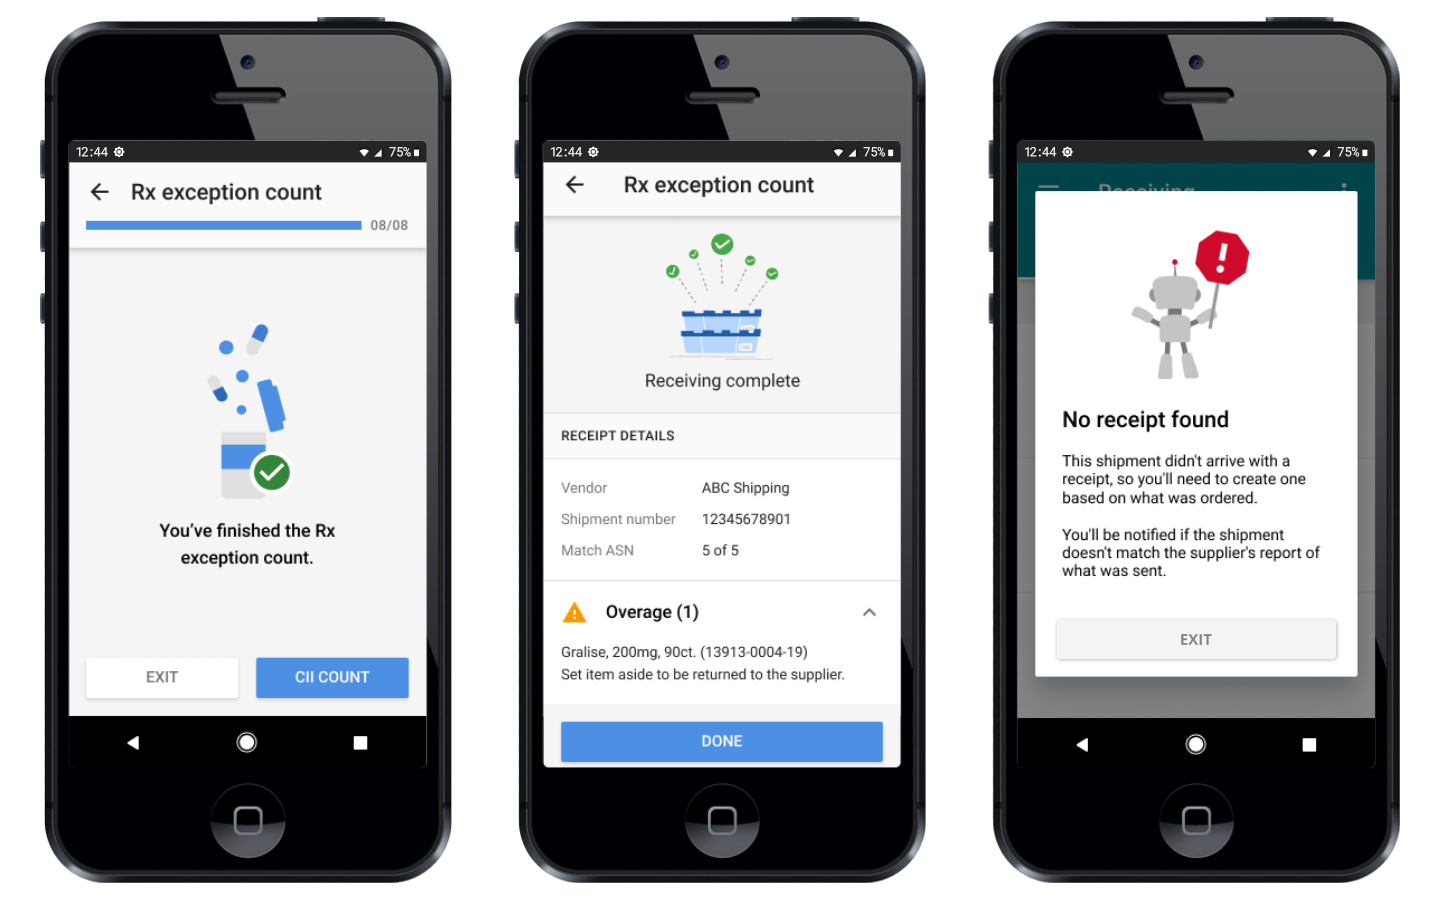 12:44
75%
Rx exception count
08/08
You've finished the Rx
exception count.
EXIT
CII COUNT
12:44
75%
Rx exception count
Receiving complete
RECEIPT DETAILS
Vendor ABC Shipping
Shipment number 12345678901
Match ASN 5 of 5
Overage (1)
Gralise, 200mg, 90ct. (13913-0004-19)
Set item aside to be returned to the supplier.
DONE
12:44
75%
Receiving
No receipt found
This shipment didn't arrive with a
receipt, so you'll need to create one
based on what was ordered.
You'll be notified if the shipment
doesn't match the supplier's report of
what was sent.
EXIT